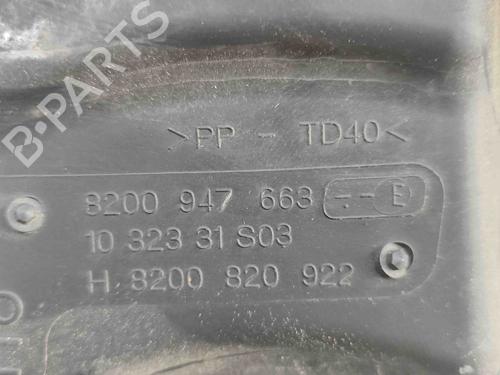 B-PARTS
>PP - TD40<
8200 947 663 --E
10 323 31 S03
H 8200 820 922